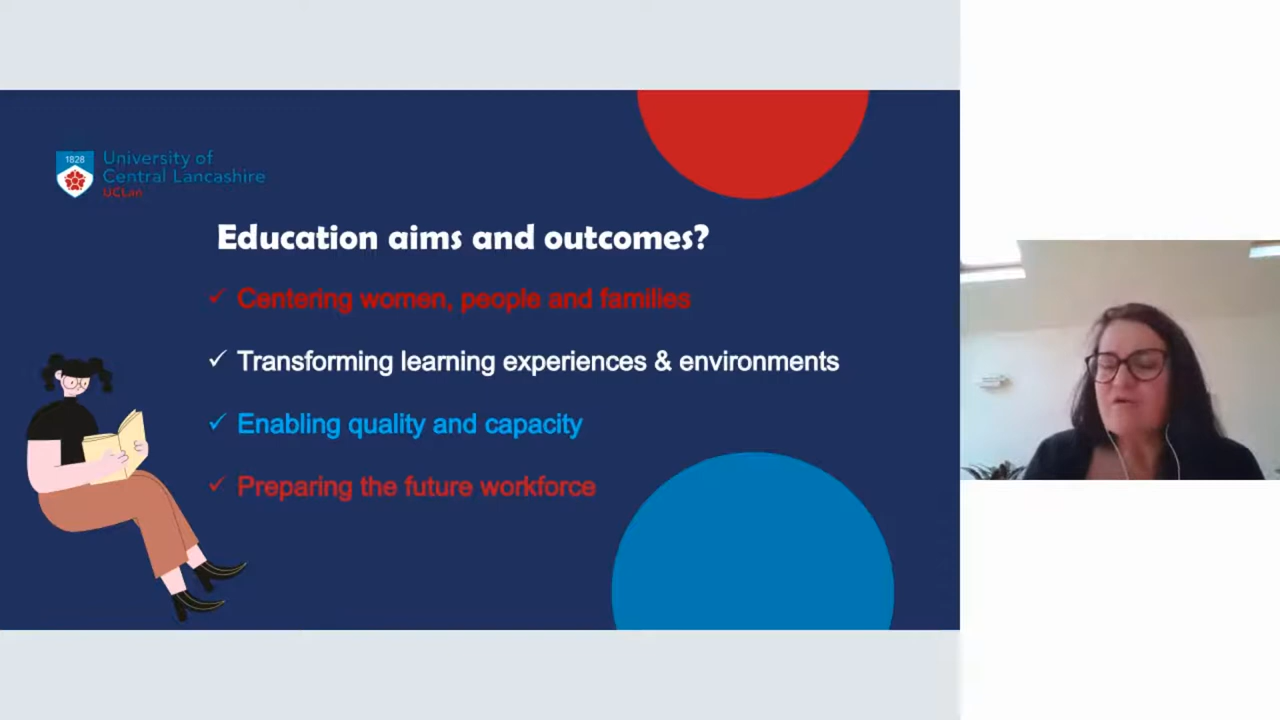 1828
University of
Central Lancashire
UCLan
Education aims and outcomes?
✓ Centering women, people and families
✓ Transforming learning experiences & environments
✓ Enabling quality and capacity
✓ Preparing the future workforce